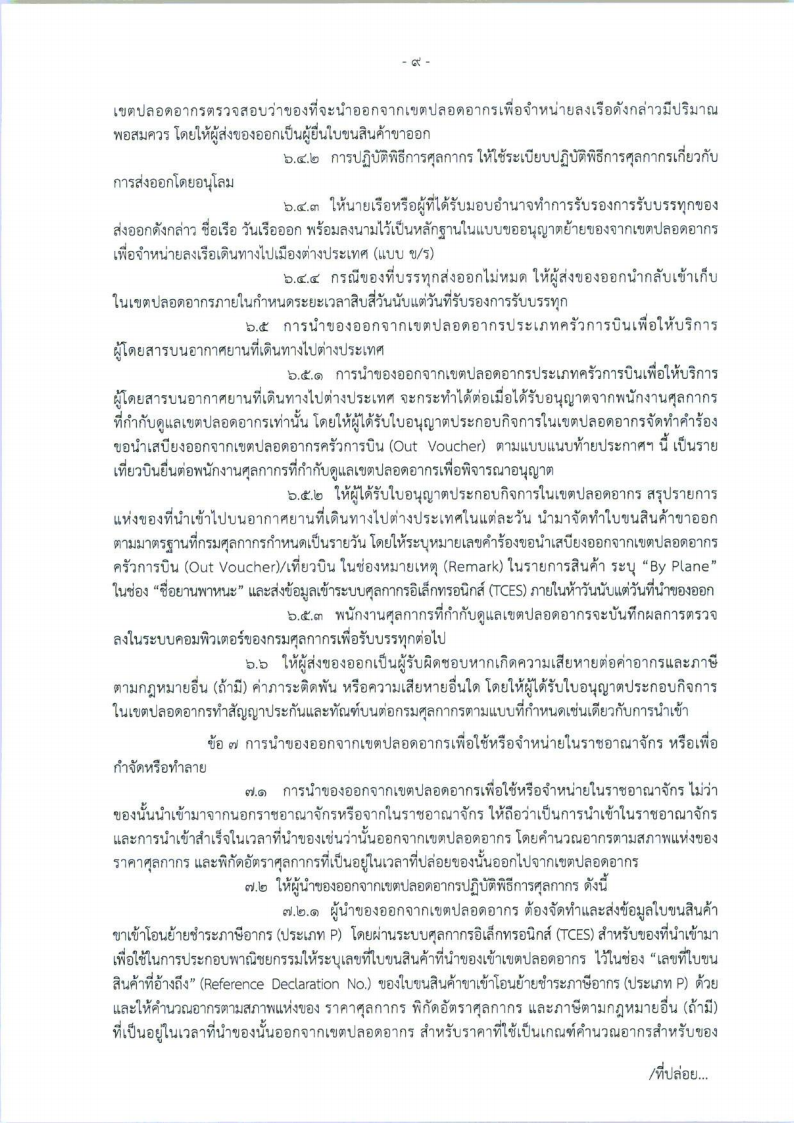 - ๙ -
เขตปลอดอากรตรวจสอบว่าของที่จะนำออกจากเขตปลอดอากรเพื่อจำหน่ายลงเรือดังกล่าวมีปริมาณ
พอสมควร โดยให้ผู้ส่งของออกเป็นผู้ยื่นใบขนสินค้าขาออก
๖.๔.๒ การปฏิบัติพิธีการศุลกากร ให้ใช้ระเบียบปฏิบัติพิธีการศุลกากรเกี่ยวกับ
การส่งออกโดยอนุโลม
๖.๔.๓ ให้นายเรือหรือผู้ที่ได้รับมอบอำนาจทำการรับรองการรับบรรทุกของ
ส่งออกดังกล่าว ชื่อเรือ วันเรือออก พร้อมลงนามไว้เป็นหลักฐานในแบบขออนุญาตย้ายของจากเขตปลอดอากร
เพื่อจำหน่ายลงเรือเดินทางไปเมืองต่างประเทศ (แบบ ข/ร)
๖.๔.๔ กรณีของที่บรรทุกส่งออกไม่หมด ให้ผู้ส่งของออกนำกลับเข้าเก็บ
ในเขตปลอดอากรภายในกำหนดระยะเวลาสิบสี่วันนับแต่วันที่รับรองการรับบรรทุก
๖.๕ การนำของออกจากเขตปลอดอากรประเภทครัวการบินเพื่อให้บริการ
ผู้โดยสารบนอากาศยานที่เดินทางไปต่างประเทศ
๖.๕.๑ การนำของออกจากเขตปลอดอากรประเภทครัวการบินเพื่อให้บริการ
ผู้โดยสารบนอากาศยานที่เดินทางไปต่างประเทศ จะกระทำได้ต่อเมื่อได้รับอนุญาตจากพนักงานศุลกากร
ที่กำกับดูแลเขตปลอดอากรเท่านั้น โดยให้ผู้ได้รับใบอนุญาตประกอบกิจการในเขตปลอดอากรจัดทำคำร้อง
ขอนำเสบียงออกจากเขตปลอดอากรครัวการบิน (Out Voucher) ตามแบบแนบท้ายประกาศฯ นี้ เป็นราย
เที่ยวบินยื่นต่อพนักงานศุลกากรที่กำกับดูแลเขตปลอดอากรเพื่อพิจารณาอนุญาต
๖.๕.๒ ให้ผู้ได้รับใบอนุญาตประกอบกิจการในเขตปลอดอากร สรุปรายการ
แห่งของที่นำเข้าไปบนอากาศยานที่เดินทางไปต่างประเทศในแต่ละวัน นำมาจัดทำใบขนสินค้าขาออก
ตามมาตรฐานที่กรมศุลกากรกำหนดเป็นรายวัน โดยให้ระบุหมายเลขคำร้องขอนำเสบียงออกจากเขตปลอดอากร
ครัวการบิน (Out Voucher)/เที่ยวบิน ในช่องหมายเหตุ (Remark) ในรายการสินค้า ระบุ “By Plane”
ในช่อง “ชื่อยานพาหนะ” และส่งข้อมูลเข้าระบบศุลกากรอิเล็กทรอนิกส์ (TCES) ภายในห้าวันนับแต่วันที่นำของออก
๖.๕.๓ พนักงานศุลกากรที่กำกับดูแลเขตปลอดอากรจะบันทึกผลการตรวจ
ลงในระบบคอมพิวเตอร์ของกรมศุลกากรเพื่อรับบรรทุกต่อไป
๖.๖ ให้ผู้ส่งของออกเป็นผู้รับผิดชอบหากเกิดความเสียหายต่อค่าอากรและภาษี
ตามกฎหมายอื่น (ถ้ามี) ค่าภาระติดพัน หรือความเสียหายอื่นใด โดยให้ผู้ได้รับใบอนุญาตประกอบกิจการ
ในเขตปลอดอากรทำสัญญาประกันและทัณฑ์บนต่อกรมศุลกากรตามแบบที่กำหนดเช่นเดียวกับการนำเข้า
ข้อ ๗ การนำของออกจากเขตปลอดอากรเพื่อใช้หรือจำหน่ายในราชอาณาจักร หรือเพื่อ
กำจัดหรือทำลาย
๗.๑ การนำของออกจากเขตปลอดอากรเพื่อใช้หรือจำหน่ายในราชอาณาจักร ไม่ว่า
ของนั้นนำเข้ามาจากนอกราชอาณาจักรหรือจากในราชอาณาจักร ให้ถือว่าเป็นการนำเข้าในราชอาณาจักร
และการนำเข้าสำเร็จในเวลาที่นำของเช่นว่านั้นออกจากเขตปลอดอากร โดยคำนวณอากรตามสภาพแห่งของ
ราคาศุลกากร และพิกัดอัตราศุลกากรที่เป็นอยู่ในเวลาที่ปล่อยของนั้นออกไปจากเขตปลอดอากร
๗.๒ ให้ผู้นำของออกจากเขตปลอดอากรปฏิบัติพิธีการศุลกากร ดังนี้
๗.๒.๑ ผู้นำของออกจากเขตปลอดอากร ต้องจัดทำและส่งข้อมูลใบขนสินค้า
ขาเข้าโอนย้ายชำระภาษีอากร (ประเภท P) โดยผ่านระบบศุลกากรอิเล็กทรอนิกส์ (TCES) สำหรับของที่นำเข้ามา
เพื่อใช้ในการประกอบพาณิชยกรรมให้ระบุเลขที่ใบขนสินค้าที่นำของเข้าเขตปลอดอากร ไว้ในช่อง “เลขที่ใบขน
สินค้าที่อ้างถึง” (Reference Declaration No.) ของใบขนสินค้าขาเข้าโอนย้ายชำระภาษีอากร (ประเภท P) ด้วย
และให้คำนวณอากรตามสภาพแห่งของ ราคาศุลกากร พิกัดอัตราศุลกากร และภาษีตามกฎหมายอื่น (ถ้ามี)
ที่เป็นอยู่ในเวลาที่นำของนั้นออกจากเขตปลอดอากร สำหรับราคาที่ใช้เป็นเกณฑ์คำนวณอากรสำหรับของ
/ที่ปล่อย...